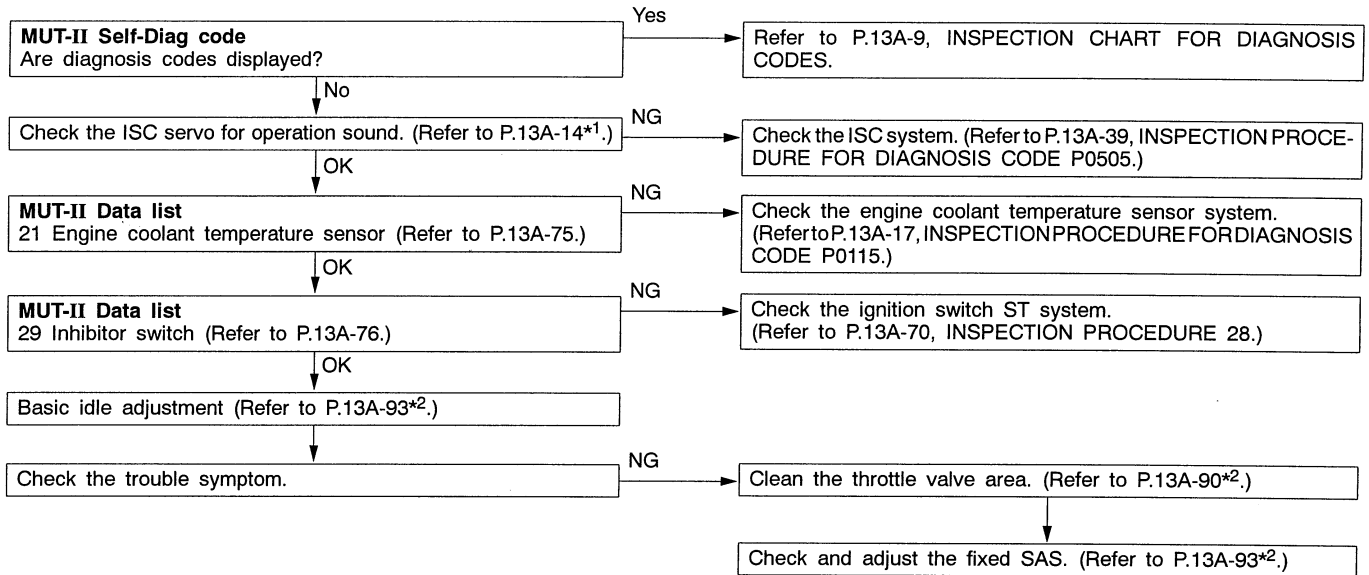 MUT-II Self-Diag code
Are diagnosis codes displayed?
Yes
Refer to P.13A-9, INSPECTION CHART FOR DIAGNOSIS
CODES.
No
Check the ISC servo for operation sound. (Refer to P.13A-14*1.)
NG
Check the ISC system. (Refer to P.13A-39, INSPECTION PROCE-
DURE FOR DIAGNOSIS CODE P0505.)
OK
MUT-II Data list
21 Engine coolant temperature sensor (Refer to P.13A-75.)
NG
Check the engine coolant temperature sensor system.
(Refer to P.13A-17, INSPECTION PROCEDURE FOR DIAGNOSIS
CODE P0115.)
OK
MUT-II Data list
29 Inhibitor switch (Refer to P.13A-76.)
NG
Check the ignition switch ST system.
(Refer to P.13A-70, INSPECTION PROCEDURE 28.)
OK
Basic idle adjustment (Refer to P.13A-93*2.)
Check the trouble symptom.
NG
Clean the throttle valve area. (Refer to P.13A-90*2.)
Check and adjust the fixed SAS. (Refer to P.13A-93*2.)